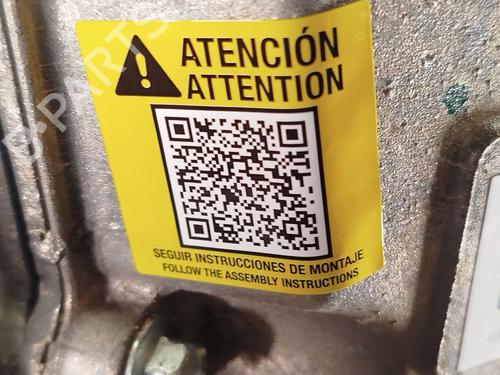 ATENCIÓN
ATTENTION
SEGUIR INSTRUCCIONES DE MONTAJE
FOLLOW THE ASSEMBLY INSTRUCTIONS